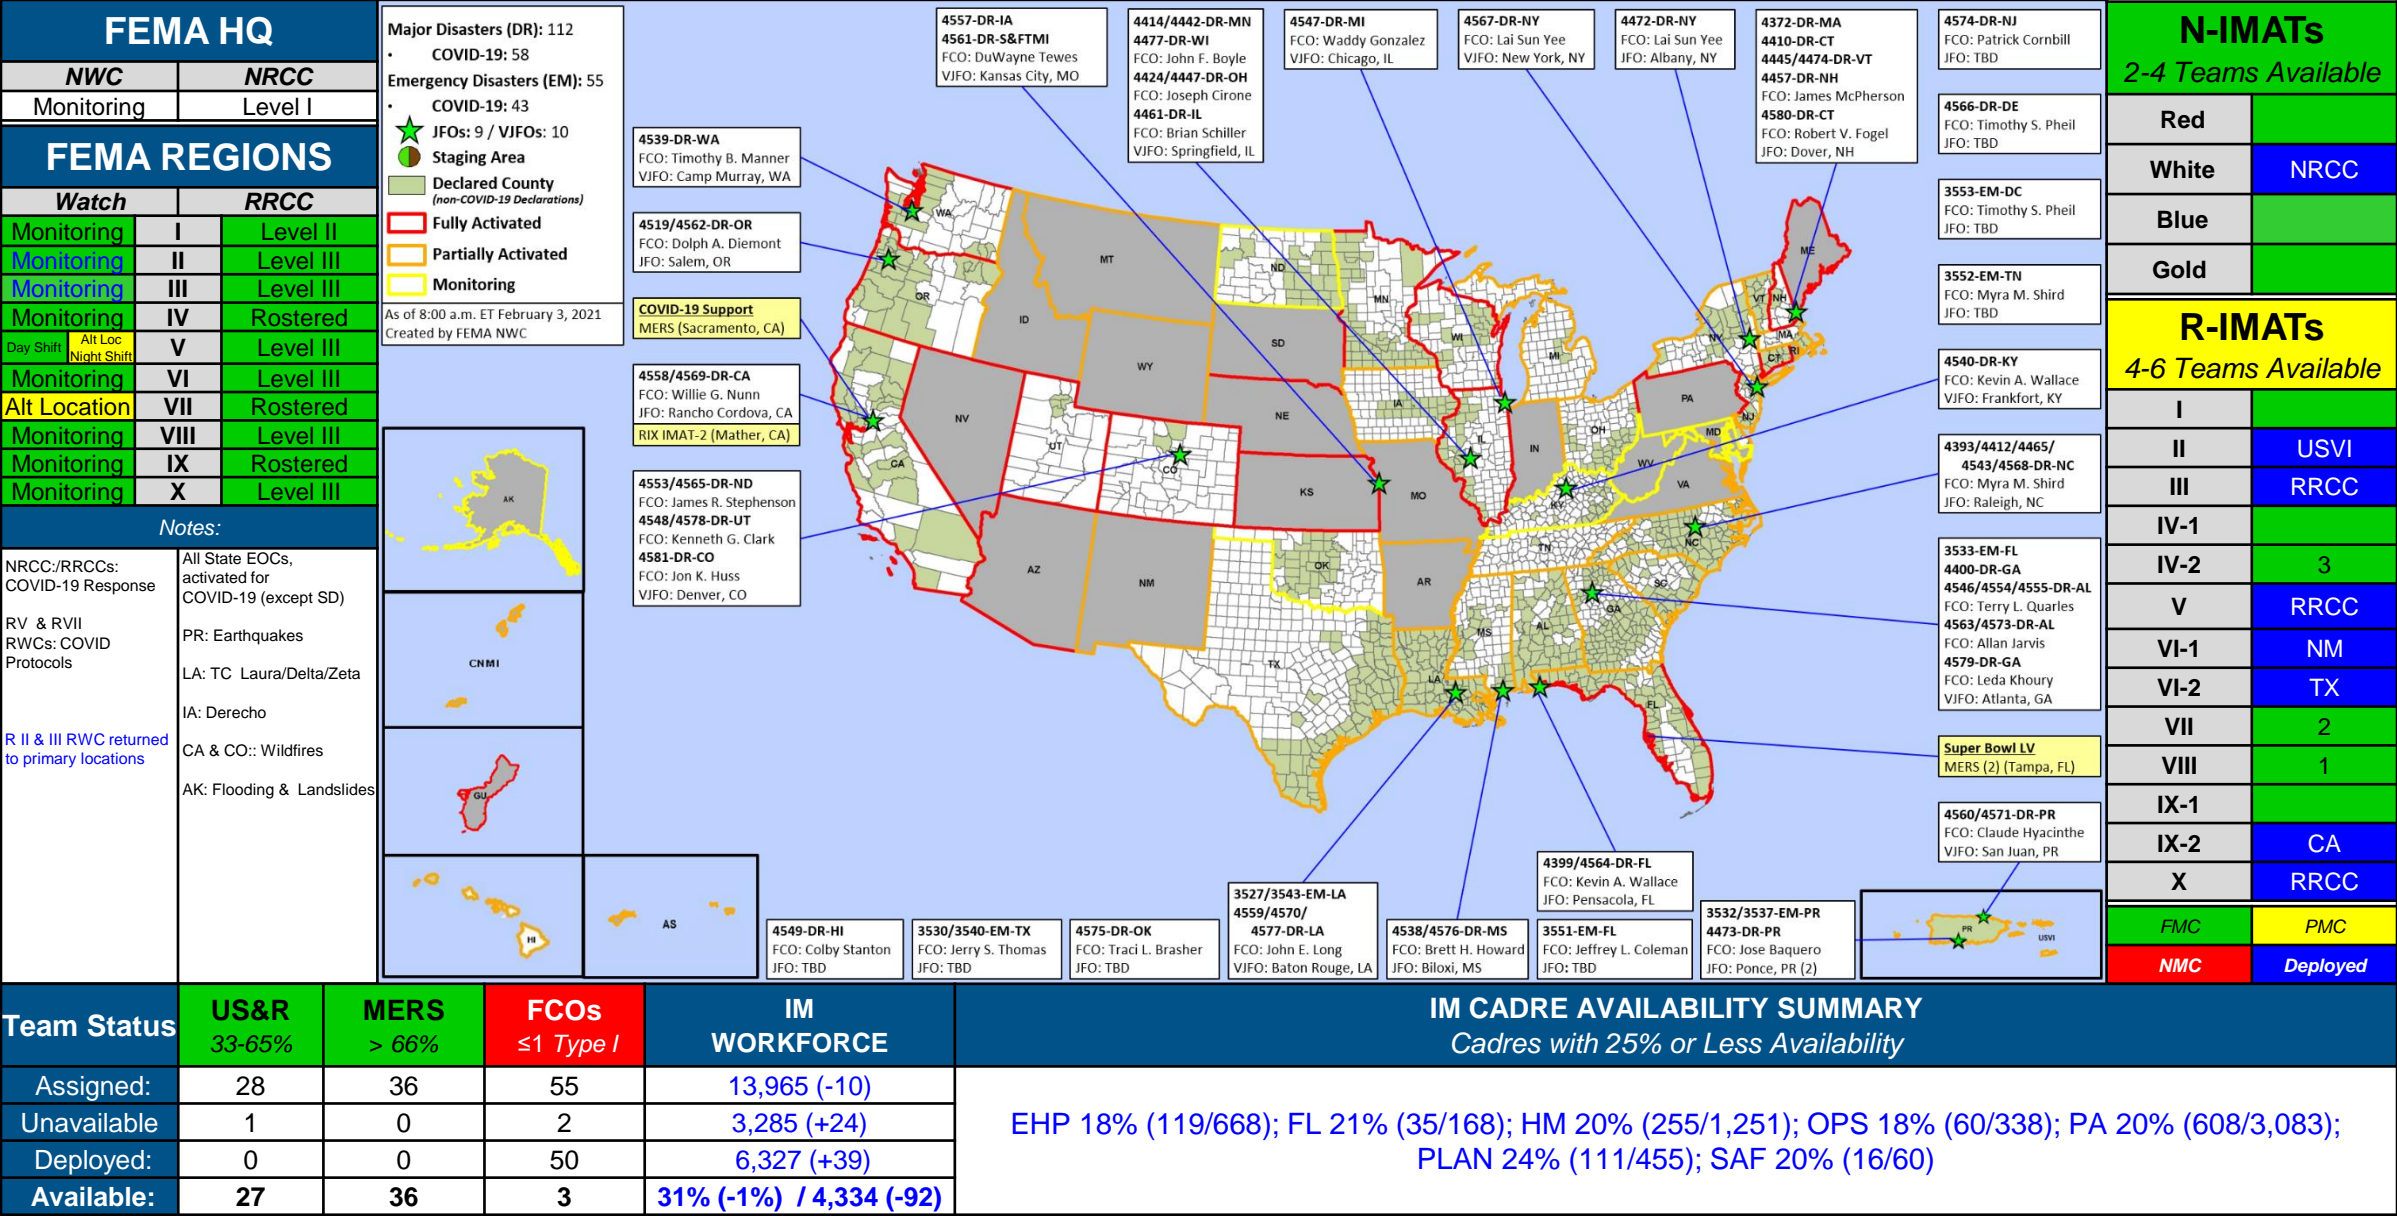 FEMA HQ
NWC NRCC
Monitoring Level I
FEMA REGIONS
Watch RRCC
Monitoring I Level II
Monitoring II Level III
Monitoring III Level III
Monitoring IV Rostered
Day Shift Alt Loc Night Shift V Level III
Monitoring VI Level III
Alt Location VII Rostered
Monitoring VIII Level III
Monitoring IX Rostered
Monitoring X Level III
Notes:
NRCC:/RRCCs:
COVID-19 Response
RV & RVII
RWCs: COVID
Protocols
R II & III RWC returned
to primary locations
All State EOCs,
activated for
COVID-19 (except SD)
PR: Earthquakes
LA: TC Laura/Delta/Zeta
IA: Derecho
CA & CO:: Wildfires
AK: Flooding & Landslides
Major Disasters (DR): 112
· COVID-19: 58
Emergency Disasters (EM): 55
· COVID-19: 43
JFOs: 9 / VJFOs: 10
Staging Area
Declared County
(non-COVID-19 Declarations)
Fully Activated
Partially Activated
Monitoring
As of 8:00 a.m. ET February 3, 2021
Created by FEMA NWC
4557-DR-IA
4561-DR-S&FTMI
FCO: DuWayne Tewes
VJFO: Kansas City, MO
4414/4442-DR-MN
4477-DR-WI
FCO: John F. Boyle
4424/4447-DR-OH
FCO: Joseph Cirone
4461-DR-IL
FCO: Brian Schiller
VJFO: Springfield, IL
4547-DR-MI
FCO: Waddy Gonzalez
VJFO: Chicago, IL
4567-DR-NY
FCO: Lai Sun Yee
VJFO: New York, NY
4472-DR-NY
FCO: Lai Sun Yee
JFO: Albany, NY
4372-DR-MA
4410-DR-CT
4445/4474-DR-VT
4457-DR-NH
FCO: James McPherson
4580-DR-CT
FCO: Robert V. Fogel
JFO: Dover, NH
4574-DR-NJ
FCO: Patrick Cornbill
JFO: TBD
4566-DR-DE
FCO: Timothy S. Pheil
JFO: TBD
3553-EM-DC
FCO: Timothy S. Pheil
JFO: TBD
3552-EM-TN
FCO: Myra M. Shird
JFO: TBD
4540-DR-KY
FCO: Kevin A. Wallace
VJFO: Frankfort, KY
4393/4412/4465/
4543/4568-DR-NC
FCO: Myra M. Shird
JFO: Raleigh, NC
3533-EM-FL
4400-DR-GA
4546/4554/4555-DR-AL
FCO: Terry L. Quarles
4563/4573-DR-AL
FCO: Allan Jarvis
4579-DR-GA
FCO: Leda Khoury
VJFO: Atlanta, GA
Super Bowl LV
MERS (2) (Tampa, FL)
4560/4571-DR-PR
FCO: Claude Hyacinthe
VJFO: San Juan, PR
4539-DR-WA
FCO: Timothy B. Manner
VJFO: Camp Murray, WA
4519/4562-DR-OR
FCO: Dolph A. Diemont
JFO: Salem, OR
COVID-19 Support
MERS (Sacramento, CA)
4558/4569-DR-CA
FCO: Willie G. Nunn
JFO: Rancho Cordova, CA
RIX IMAT-2 (Mather, CA)
4553/4565-DR-ND
FCO: James R. Stephenson
4548/4578-DR-UT
FCO: Kenneth G. Clark
4581-DR-CO
FCO: Jon K. Huss
VJFO: Denver, CO
4549-DR-HI
FCO: Colby Stanton
JFO: TBD
3530/3540-EM-TX
FCO: Jerry S. Thomas
JFO: TBD
4575-DR-OK
FCO: Traci L. Brasher
JFO: TBD
3527/3543-EM-LA
4559/4570/
4577-DR-LA
FCO: John E. Long
VJFO: Baton Rouge, LA
4538/4576-DR-MS
FCO: Brett H. Howard
JFO: Biloxi, MS
4399/4564-DR-FL
FCO: Kevin A. Wallace
JFO: Pensacola, FL
3551-EM-FL
FCO: Jeffrey L. Coleman
JFO: TBD
3532/3537-EM-PR
4473-DR-PR
FCO: Jose Baquero
JFO: Ponce, PR (2)
WA
OR
CA
NV
ID
MT
WY
UT
CO
AZ
NM
ND
SD
NE
KS
OK
TX
MN
IA
MO
AR
LA
WI
IL
MI
IN
OH
KY
TN
MS
AL
GA
FL
SC
NC
VA
WV
MD
PA
NJ
NY
CT
RI
MA
VT
NH
ME
AK
CNMI
GU
HI
AS
PR
USVI
N-IMATs
2-4 Teams Available
Red
White NRCC
Blue
Gold
R-IMATs
4-6 Teams Available
I
II USVI
III RRCC
IV-1
IV-2 3
V RRCC
VI-1 NM
VI-2 TX
VII 2
VIII 1
IX-1
IX-2 CA
X RRCC
FMC PMC
NMC Deployed
Team Status
US&R
33-65%
MERS
> 66%
FCOs
≤1 Type I
IM
WORKFORCE
IM CADRE AVAILABILITY SUMMARY
Cadres with 25% or Less Availability
Assigned: 28 36 55 13,965 (-10)
Unavailable 1 0 2 3,285 (+24)
Deployed: 0 0 50 6,327 (+39)
Available: 27 36 3 31% (-1%) / 4,334 (-92)
EHP 18% (119/668); FL 21% (35/168); HM 20% (255/1,251); OPS 18% (60/338); PA 20% (608/3,083);
PLAN 24% (111/455); SAF 20% (16/60)